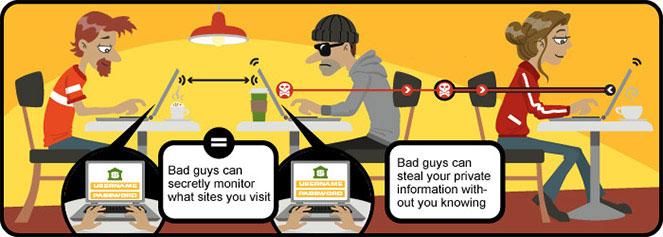 $
USERNAME
PASSWORD
=
Bad guys can
secretly monitor
what sites you visit
$
USERNAME
PASSWORD
Bad guys can
steal your private
information with-
out you knowing